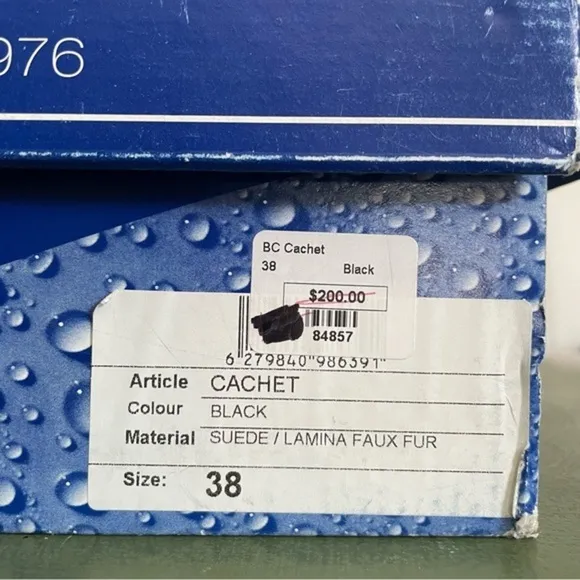 976
BC Cachet
38 Black
$200.00
84857
6 279840 986391
Article CACHET
Colour BLACK
Material SUEDE / LAMINA FAUX FUR
Size: 38